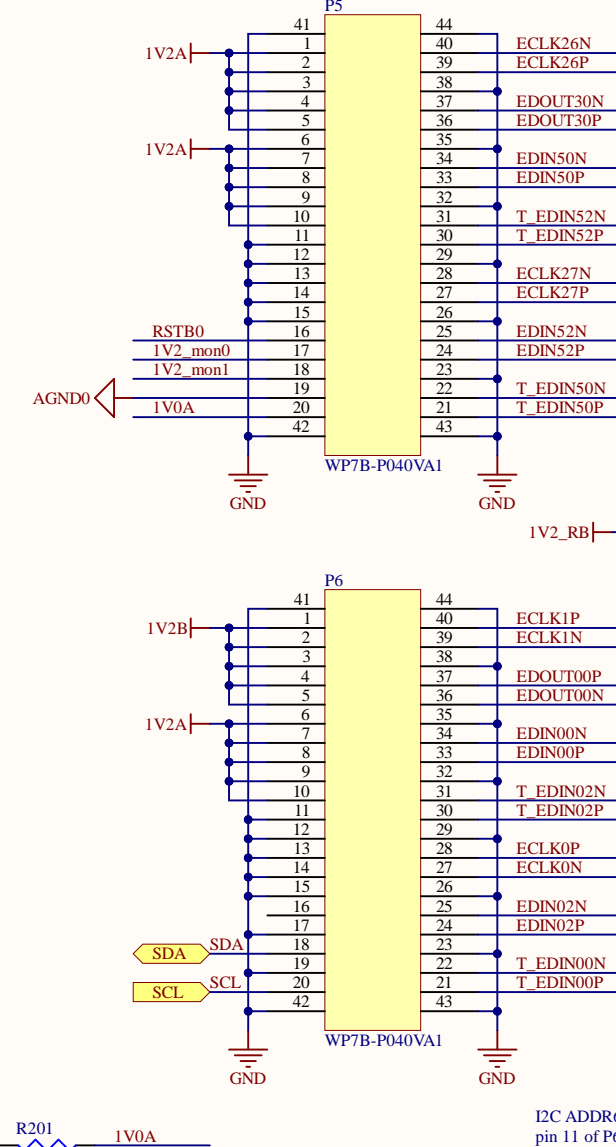 P5
41 44
1 40 ECLK26N
1V2A
2 39 ECLK26P
3 38
4 37 EDOUT30N
5 36 EDOUT30P
6 35
1V2A
7 34 EDIN50N
8 33 EDIN50P
9 32
10 31 T_EDIN52N
11 30 T_EDIN52P
12 29
13 28 ECLK27N
14 27 ECLK27P
15 26
RSTB0 16 25 EDIN52N
1V2_mon0 17 24 EDIN52P
1V2_mon1 18 23
AGND0 19 22 T_EDIN50N
1V0A 20 21 T_EDIN50P
42 43
WP7B-P040VA1
GND GND
1V2_RB
P6
41 44
1 40 ECLK1P
1V2B
2 39 ECLK1N
3 38
4 37 EDOUT00P
5 36 EDOUT00N
6 35
1V2A
7 34 EDIN00N
8 33 EDIN00P
9 32
10 31 T_EDIN02N
11 30 T_EDIN02P
12 29
13 28 ECLK0P
14 27 ECLK0N
15 26
16 25 EDIN02N
17 24 EDIN02P
SDA SDA 18 23
19 22 T_EDIN00N
SCL SCL 20 21 T_EDIN00P
42 43
WP7B-P040VA1
GND GND
R201 1V0A
I2C ADDR
pin 11 of P6